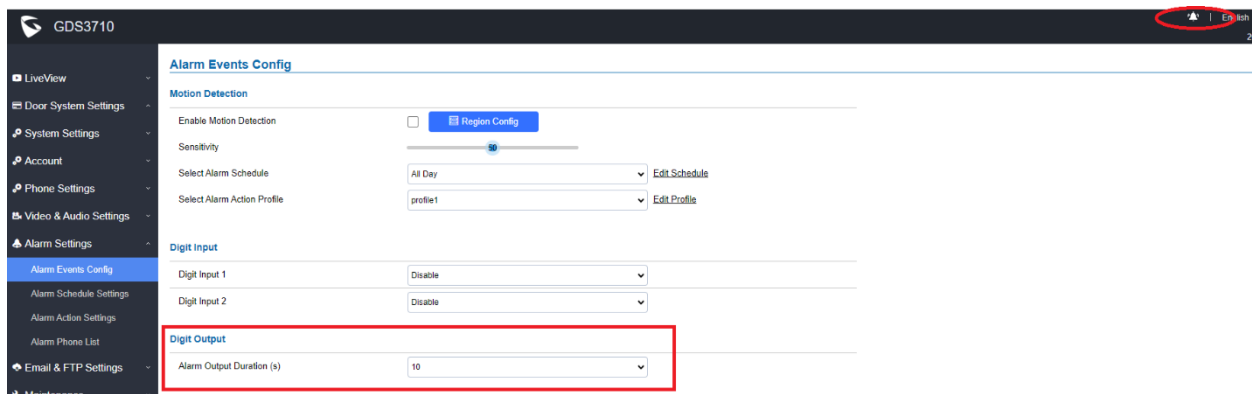 GDS3710
| English
2
LiveView
Door System Settings
System Settings
Account
Phone Settings
Video & Audio Settings
Alarm Settings
Alarm Events Config
Alarm Schedule Settings
Alarm Action Settings
Alarm Phone List
Email & FTP Settings
Maintenance
Alarm Events Config
Motion Detection
Enable Motion Detection Region Config
Sensitivity 50
Select Alarm Schedule All Day Edit Schedule
Select Alarm Action Profile profile1 Edit Profile
Digit Input
Digit Input 1 Disable
Digit Input 2 Disable
Digit Output
Alarm Output Duration (s) 10